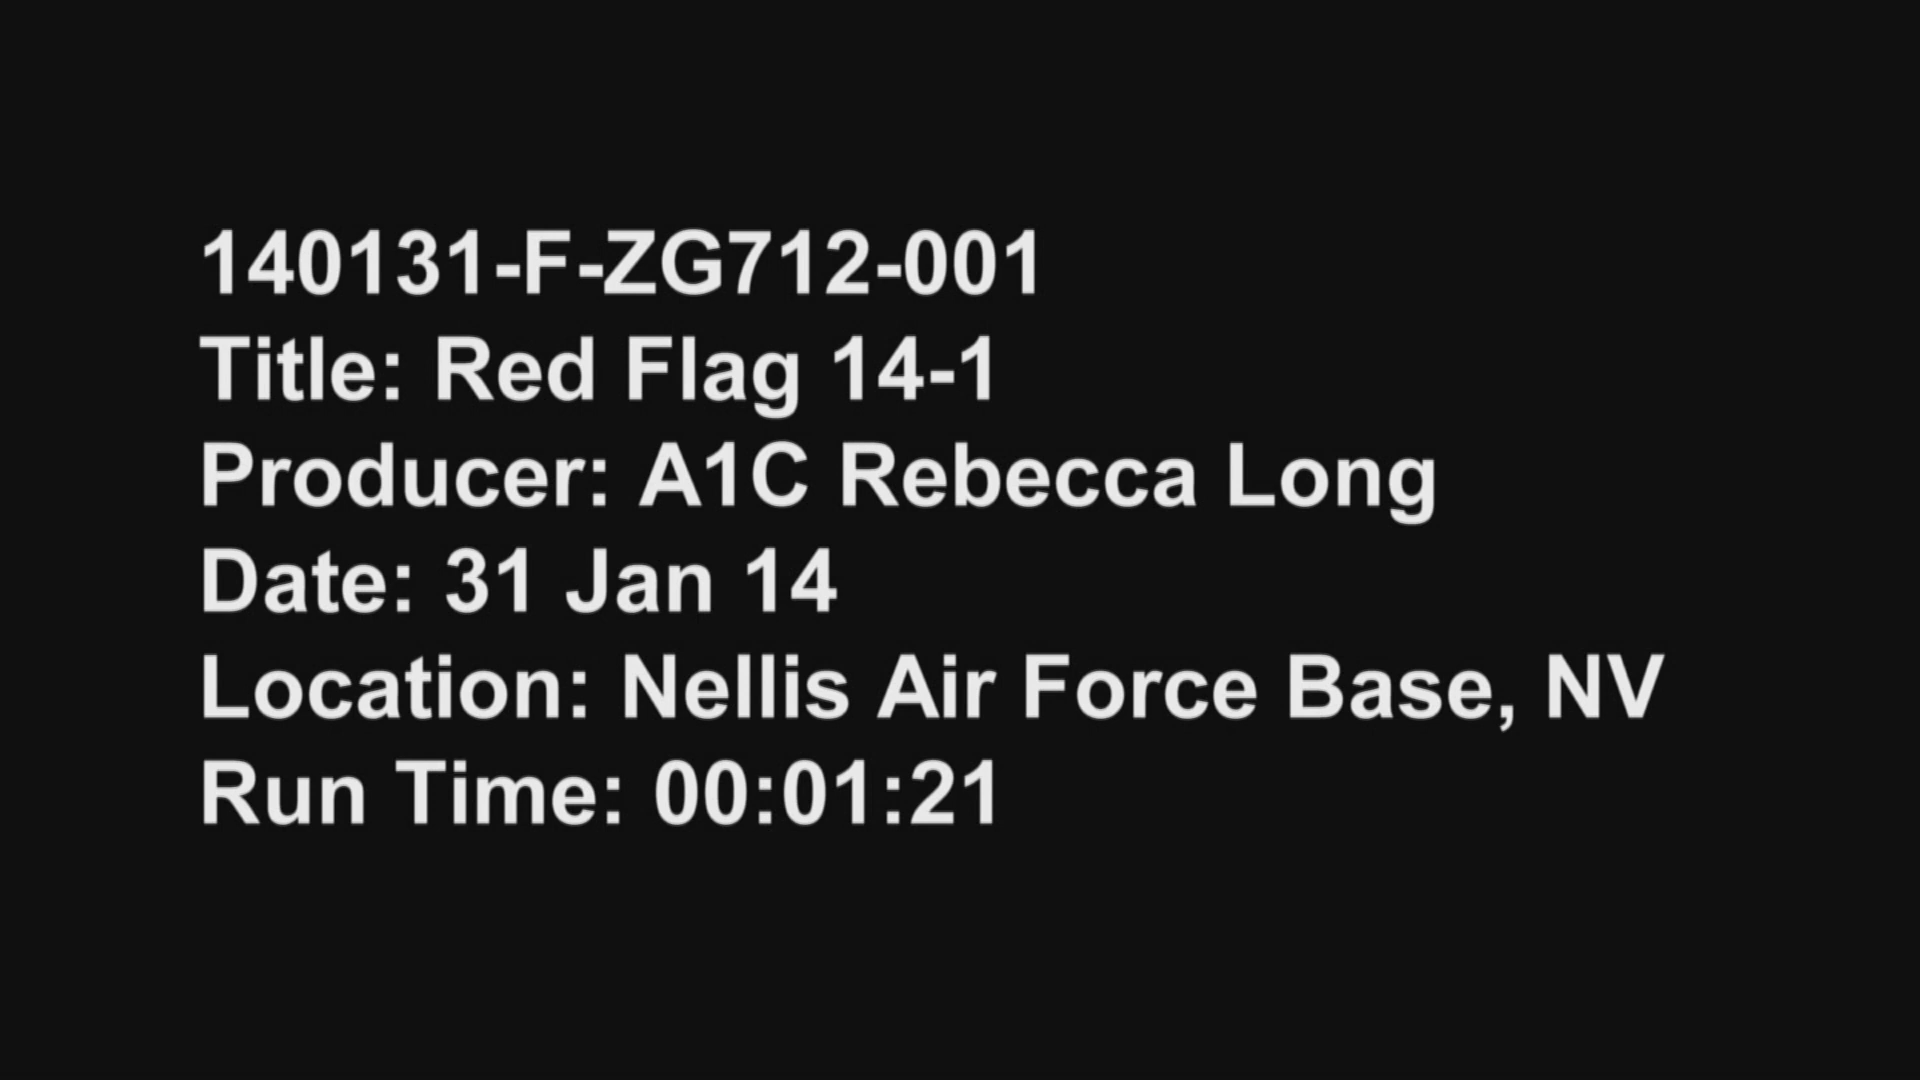 140131-F-ZG712-001
Title: Red Flag 14-1
Producer: A1C Rebecca Long
Date: 31 Jan 14
Location: Nellis Air Force Base, NV
Run Time: 00:01:21